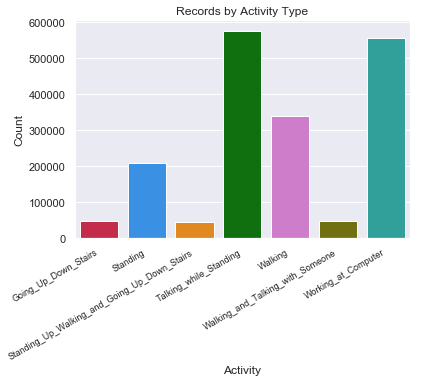 Records by Activity Type
600000
500000
400000
300000
200000
100000
0
Count
Going_Up_Down_Stairs
Standing
Standing_Up_Walking_and_Going_Up_Down_Stairs
Talking_while_Standing
Walking
Walking_and_Talking_with_Someone
Working_at_Computer
Activity